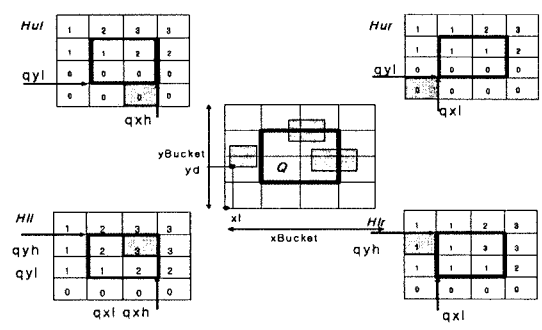 Hul
1 2 3 3
1 1 2 2
0 0 0 0
qyl
0 0 0 0
qxh
Hur
1 1 2 3
1 1 1 2
0 0 0 0
qyl
0 0 0 0
qxl
yBucket
yd
Q
xl
xBucket
Hll
1 2 3 3
qyh
1 2 3 3
qyl
1 1 2 2
0 0 0 0
qxl qxh
Hlr
1 1 2 3
qyh
1 1 3 3
1 1 1 2
0 0 0 0
qxl